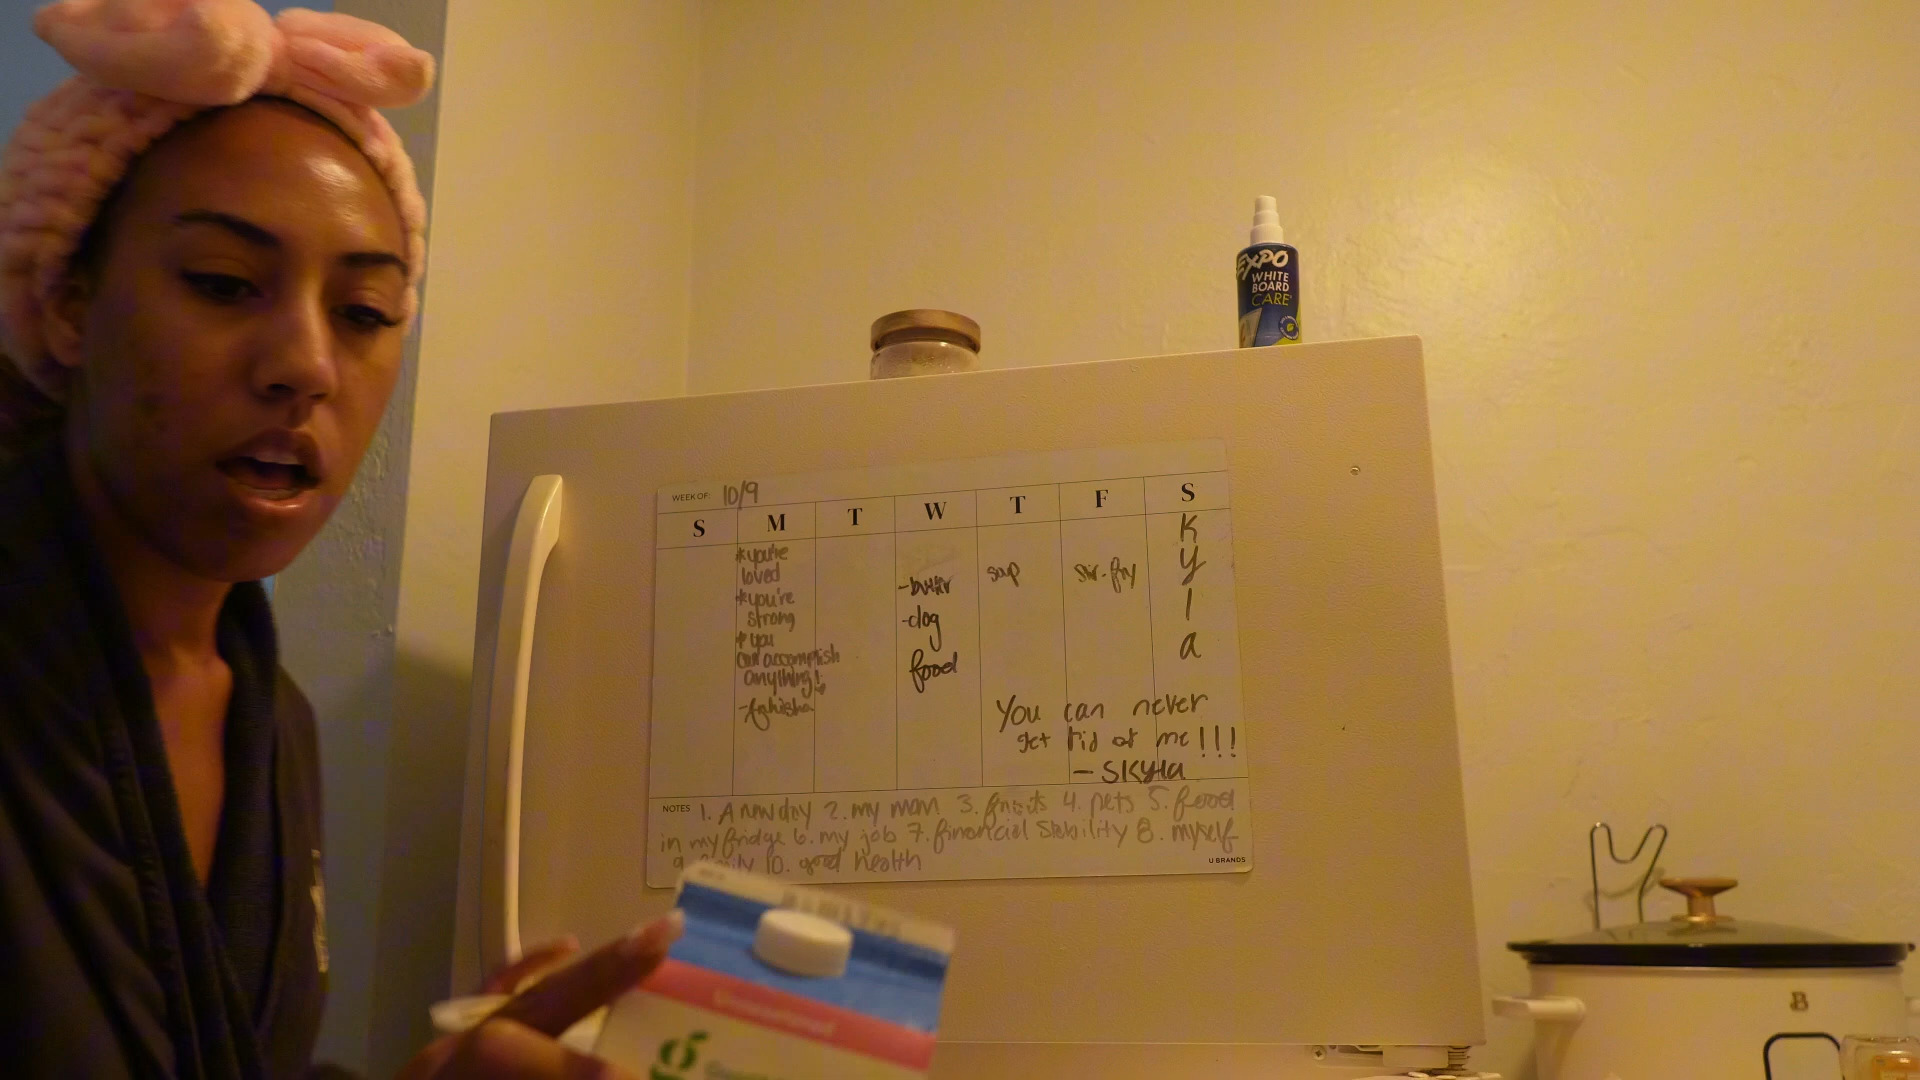 EXPO
WHITE
BOARD
CARE
WEEK OF: 10/9
S M T W T F S
*you're
loved
*you're
strong
* you
can accomplish
anything!
-butter
-dog
food
soup
stir-fry
K
y
l
a
You can never
get rid of me!!!
- SKYlA
NOTES 1. A new day 2. my mom 3. 4. pets 5. food
in my fridge 6. my job 7. financial stability 8. myself
9. family 10. good health
U BRANDS
Unsweetened
B